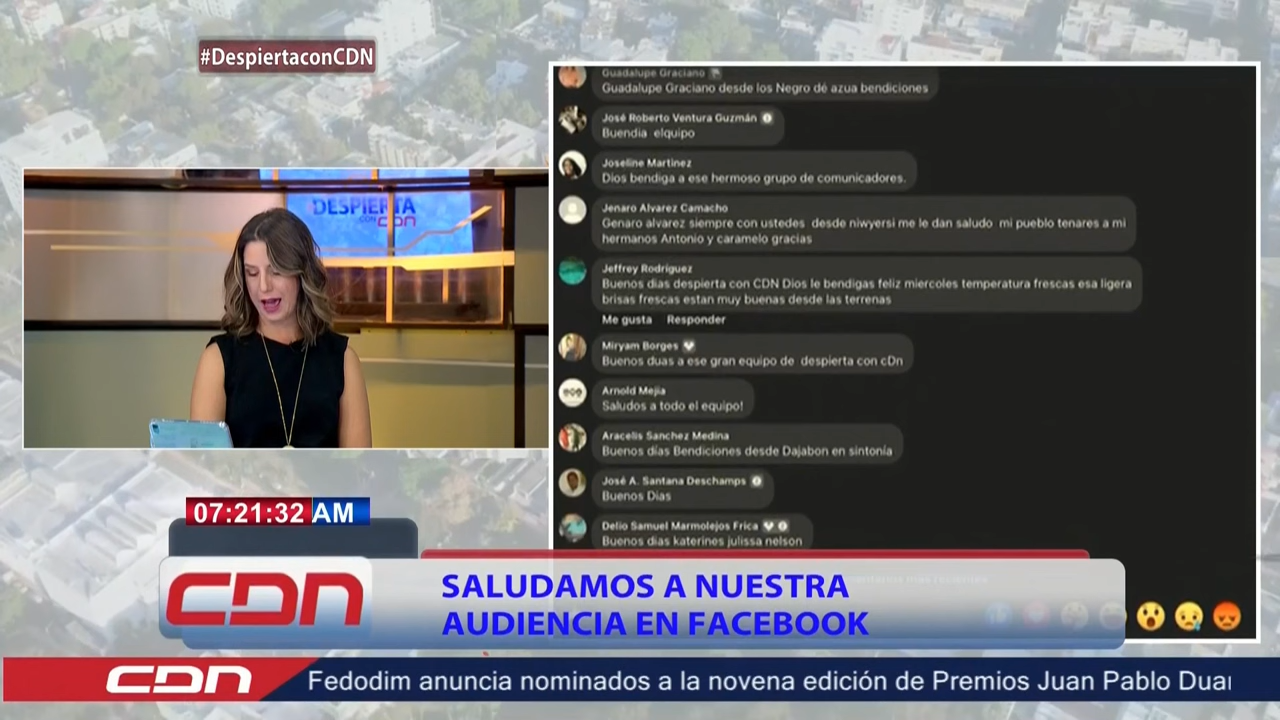 #DespiertaconCDN
Guadalupe Graciano
Guadalupe Graciano desde los Negro dé azua bendiciones
José Roberto Ventura Guzmán
Buendia elquipo
Joseline Martinez
Dios bendiga a ese hermoso grupo de comunicadores.
Jenaro Alvarez Camacho
Genaro alvarez siempre con ustedes desde niwyersi me le dan saludo mi pueblo tenares a mi
hermanos Antonio y caramelo gracias
Jeffrey Rodriguez
Buenos dias despierta con CDN Dios le bendigas feliz miercoles temperatura frescas esa ligera
brisas frescas estan muy buenas desde las terrenas
Me gusta Responder
Miryam Borges
Buenos duas a ese gran equipo de despierta con cDn
Arnold Mejia
Saludos a todo el equipo!
Aracelis Sanchez Medina
Buenos días Bendiciones desde Dajabon en sintonía
José A. Santana Deschamps
Buenos Dias
Delio Samuel Marmolejos Frica
Buenos dias katerines julissa nelson
DESPIERTA
CON CDN
07:21:32 AM
CDN
SALUDAMOS A NUESTRA
AUDIENCIA EN FACEBOOK
CDN
Fedodim anuncia nominados a la novena edición de Premios Juan Pablo Duar